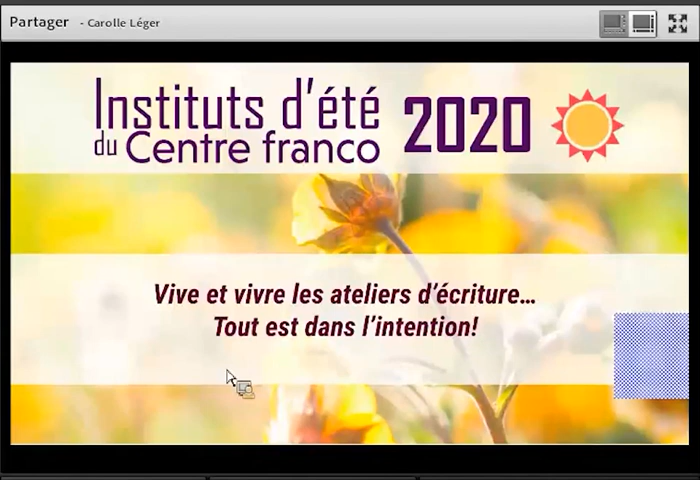 Partager - Carolle Léger
Instituts d'été
du Centre franco
2020
Vive et vivre les ateliers d'écriture...
Tout est dans l'intention!